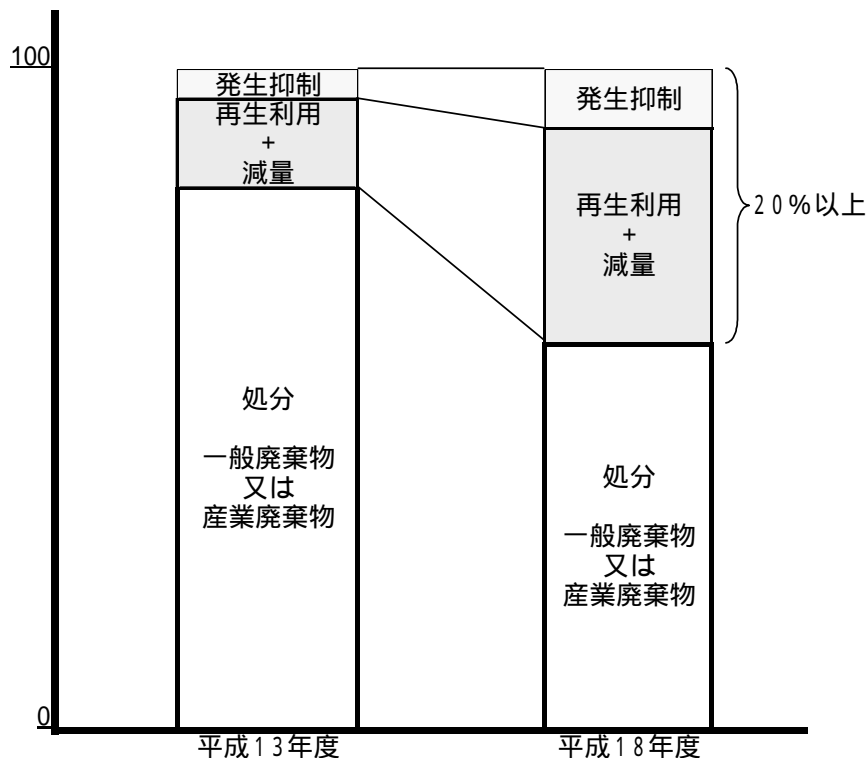 100
発生抑制
再生利用
+
減量
処分
一般廃棄物
又は
産業廃棄物
発生抑制
再生利用
+
減量
20%以上
処分
一般廃棄物
又は
産業廃棄物
0
平成13年度
平成18年度